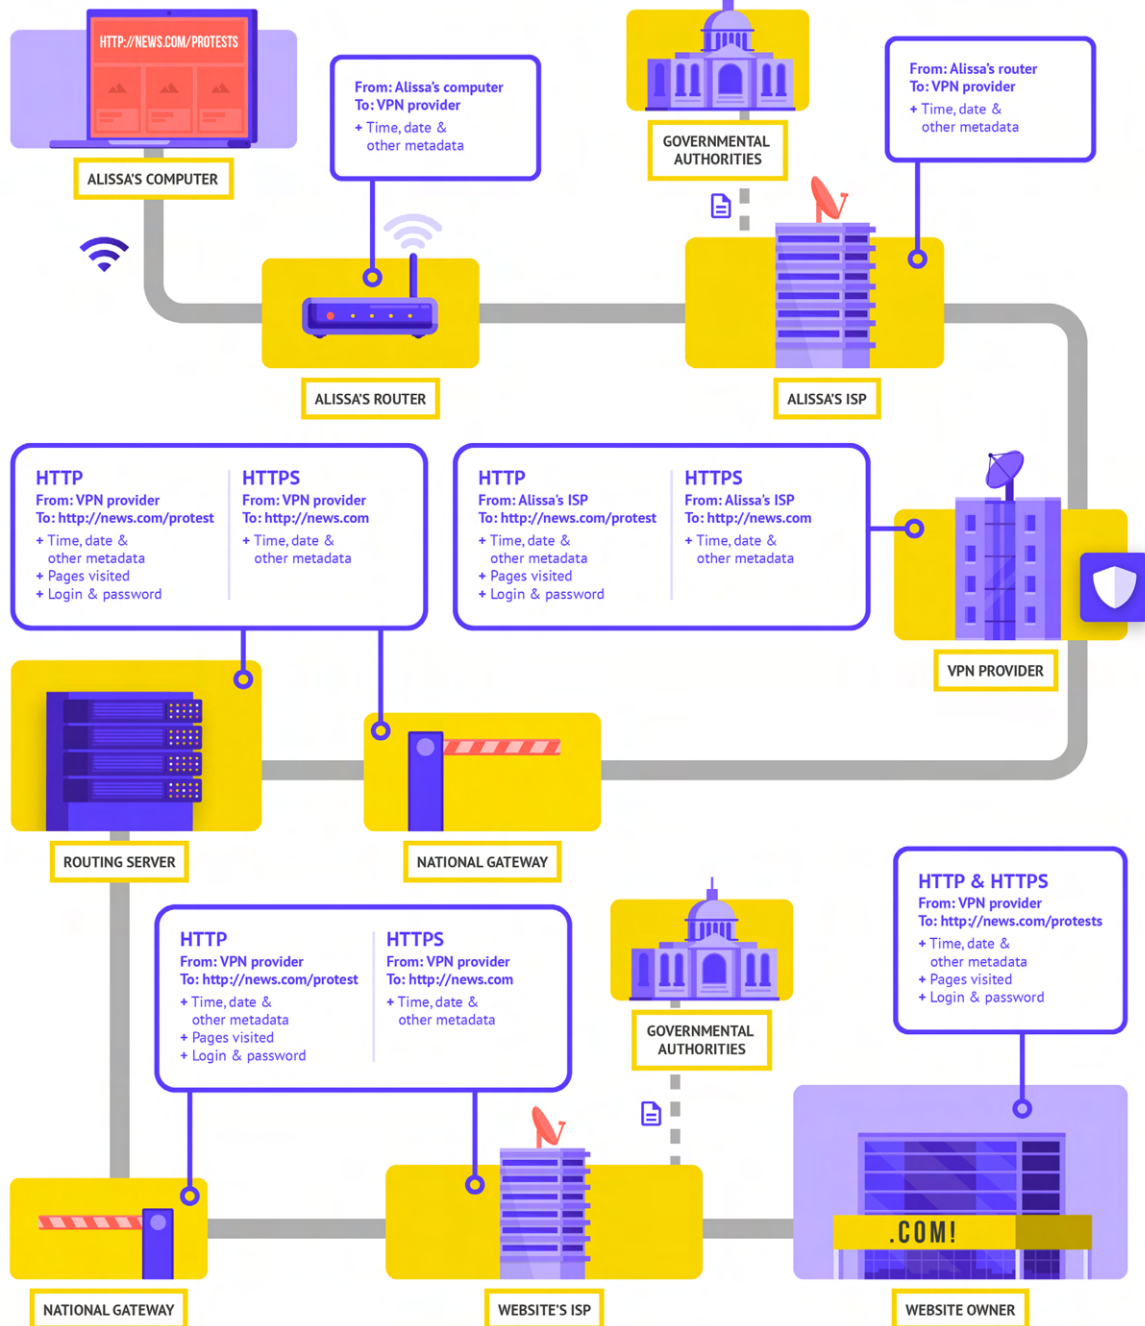 HTTP://NEWS.COM/PROTESTS
ALISSA'S COMPUTER
From: Alissa's computer
To: VPN provider
+ Time, date &
other metadata
GOVERNMENTAL
AUTHORITIES
From: Alissa's router
To: VPN provider
+ Time, date &
other metadata
ALISSA'S ROUTER
ALISSA'S ISP
HTTP
From: VPN provider
To: http://news.com/protest
+ Time, date &
other metadata
+ Pages visited
+ Login & password
HTTPS
From: VPN provider
To: http://news.com
+ Time, date &
other metadata
HTTP
From: Alissa's ISP
To: http://news.com/protest
+ Time, date &
other metadata
+ Pages visited
+ Login & password
HTTPS
From: Alissa's ISP
To: http://news.com
+ Time, date &
other metadata
VPN PROVIDER
ROUTING SERVER
NATIONAL GATEWAY
HTTP
From: VPN provider
To: http://news.com/protest
+ Time, date &
other metadata
+ Pages visited
+ Login & password
HTTPS
From: VPN provider
To: http://news.com
+ Time, date &
other metadata
GOVERNMENTAL
AUTHORITIES
HTTP & HTTPS
From: VPN provider
To: http://news.com/protests
+ Time, date &
other metadata
+ Pages visited
+ Login & password
.COM!
NATIONAL GATEWAY
WEBSITE'S ISP
WEBSITE OWNER